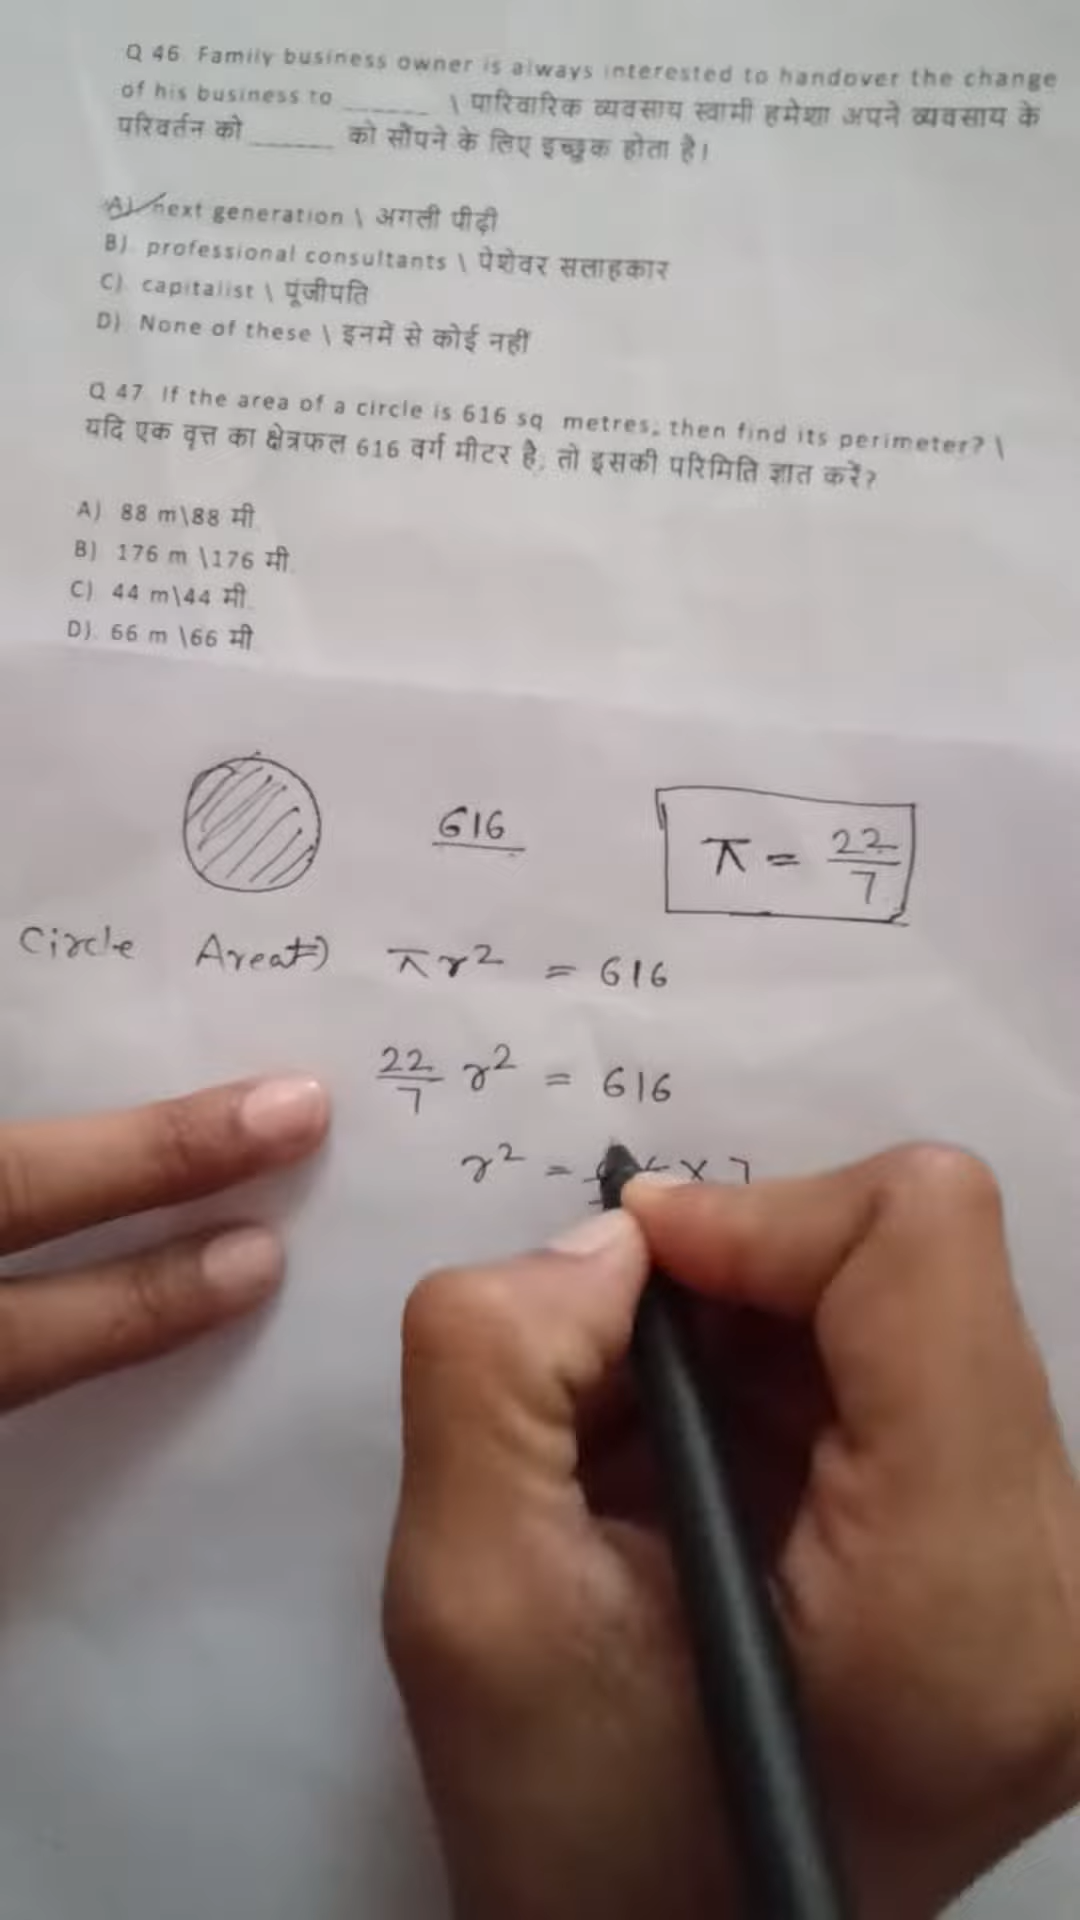 Q 46. Family business owner is always interested to handover the change
of his business to ______ \ पारिवारिक व्यवसाय स्वामी हमेशा अपने व्यवसाय के
परिवर्तन को ______ को सौंपने के लिए इच्छुक होता है।
A) next generation \ अगली पीढ़ी
B) professional consultants \ पेशेवर सलाहकार
C) capitalist \ पूंजीपति
D) None of these \ इनमें से कोई नहीं
Q 47. If the area of a circle is 616 sq. metres, then find its perimeter? \
यदि एक वृत्त का क्षेत्रफल 616 वर्ग मीटर है, तो इसकी परिमिति ज्ञात करें?
A) 88 m\88 मी.
B) 176 m \176 मी.
C) 44 m\44 मी.
D). 66 m \66 मी
616
π = 22/7
Circle Area ⇒ πr² = 616
22/7 r² = 616
r² = × 7